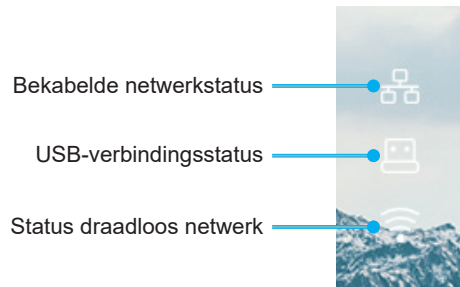 Bekabelde netwerkstatus
USB-verbindingsstatus
Status draadloos netwerk